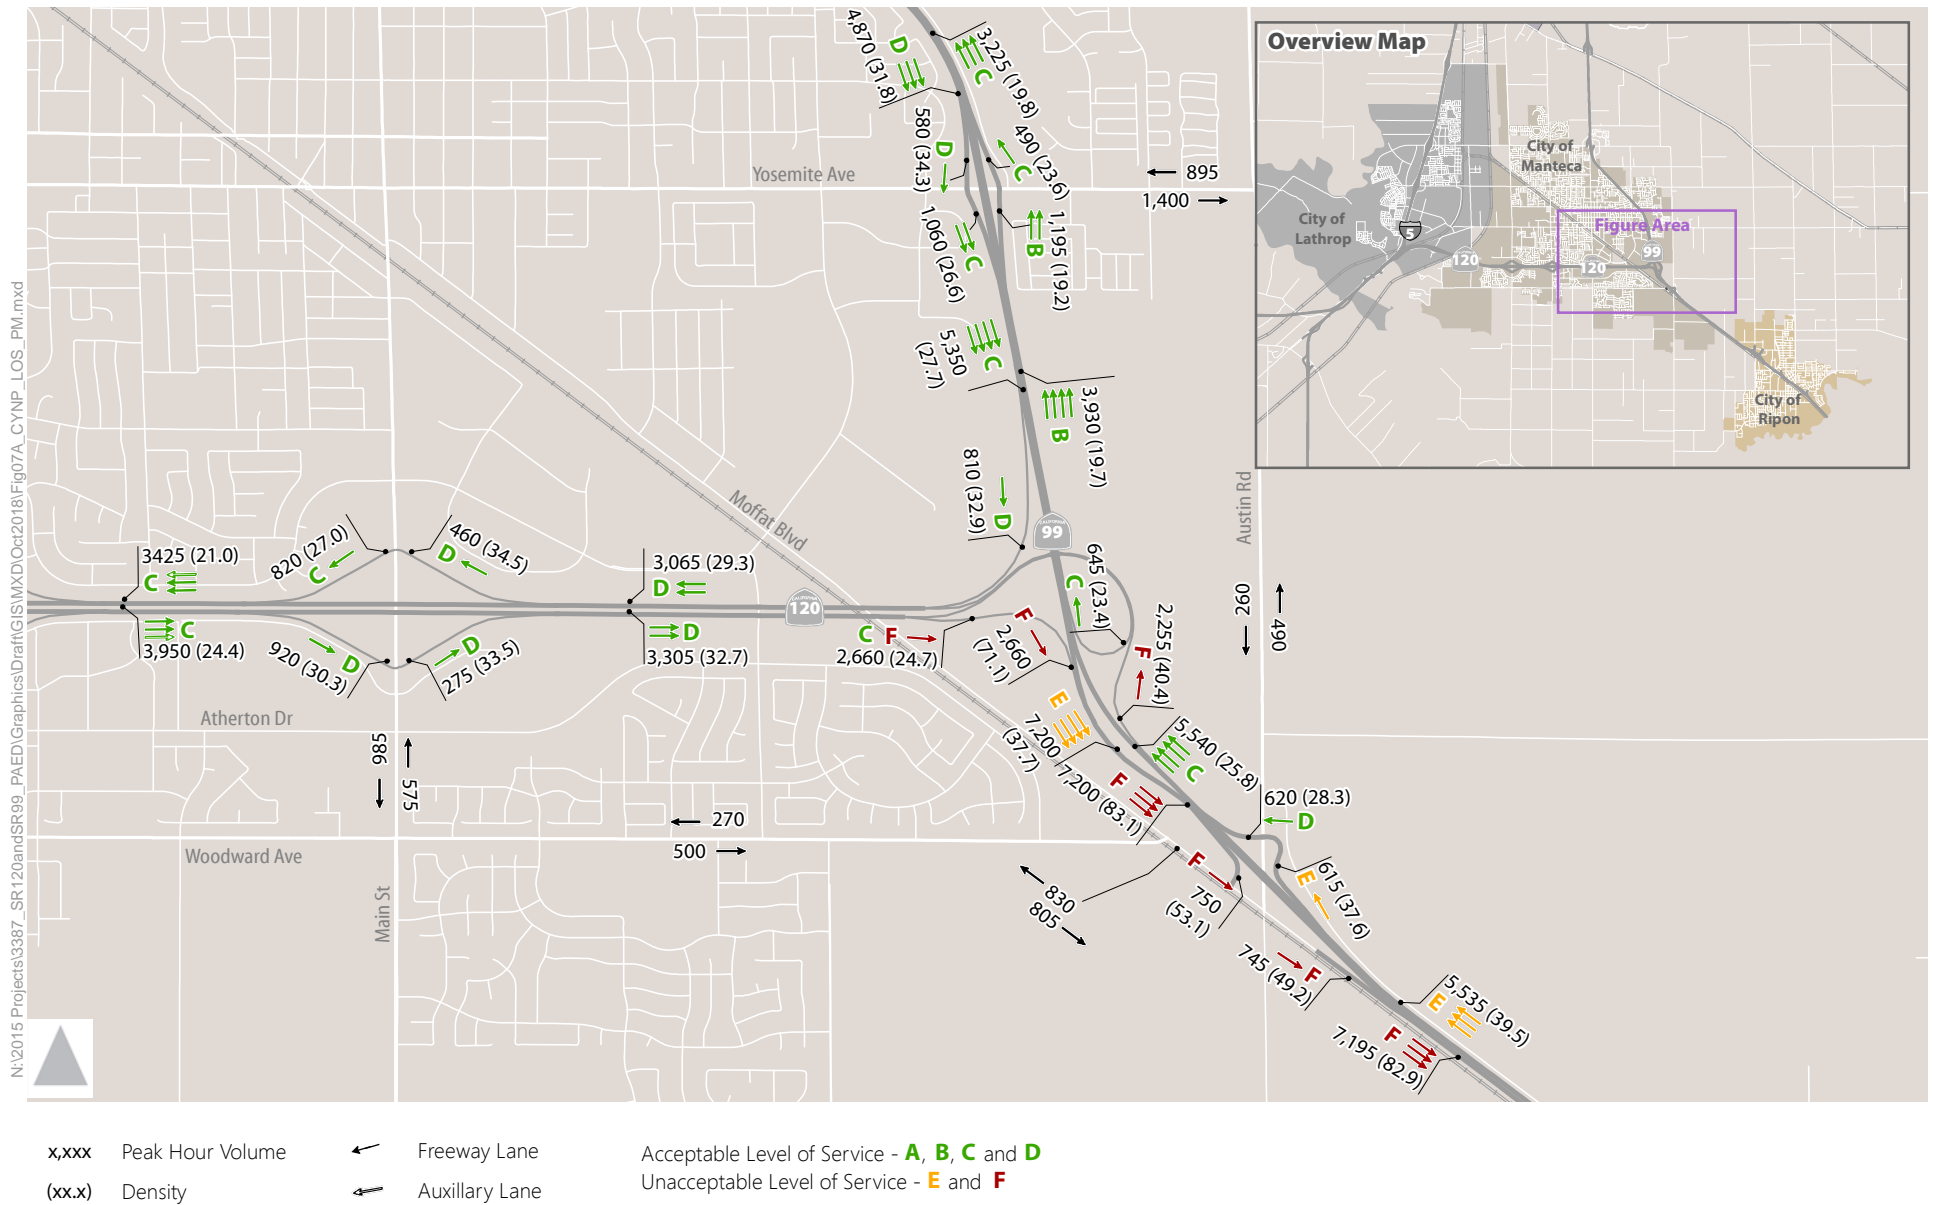 N:\2015 Projects\3387_SR120andSR99_PAED\Graphics\Draft\GIS\MXD\Oct2018\Fig07A_CYNP_LOS_PM.mxd
4,870 (31.8)
D
3,225 (19.8)
C
580 (34.3)
D
490 (23.6)
C
Yosemite Ave
895
1,400
1,060 (26.6)
C
1,195 (19.2)
B
5,350
(27.7)
C
3,930 (19.7)
B
810 (32.9)
D
Moffat Blvd
CALIFORNIA
99
Austin Rd
260
490
3425 (21.0)
C
820 (27.0)
C
460 (34.5)
D
3,065 (29.3)
D
CALIFORNIA
120
C
3,950 (24.4)
920 (30.3)
D
D
275 (33.5)
D
3,305 (32.7)
C F
2,660 (24.7)
F
2,660
(71.1)
645 (23.4)
C
2,255 (40.4)
F
E
7,200
(37.7)
5,540 (25.8)
C
Atherton Dr
585
575
F
7,200 (83.1)
620 (28.3)
D
270
500
Woodward Ave
Main St
830
805
F
750
(53.1)
615 (37.6)
E
745 (49.2)
F
5,535 (39.5)
E
F
7,195 (82.9)
Overview Map
City of
Manteca
City of
Lathrop
5
120
Figure Area
99
120
City of
Ripon
x,xxx Peak Hour Volume
(xx.x) Density
Freeway Lane
Auxillary Lane
Acceptable Level of Service - A, B, C and D
Unacceptable Level of Service - E and F